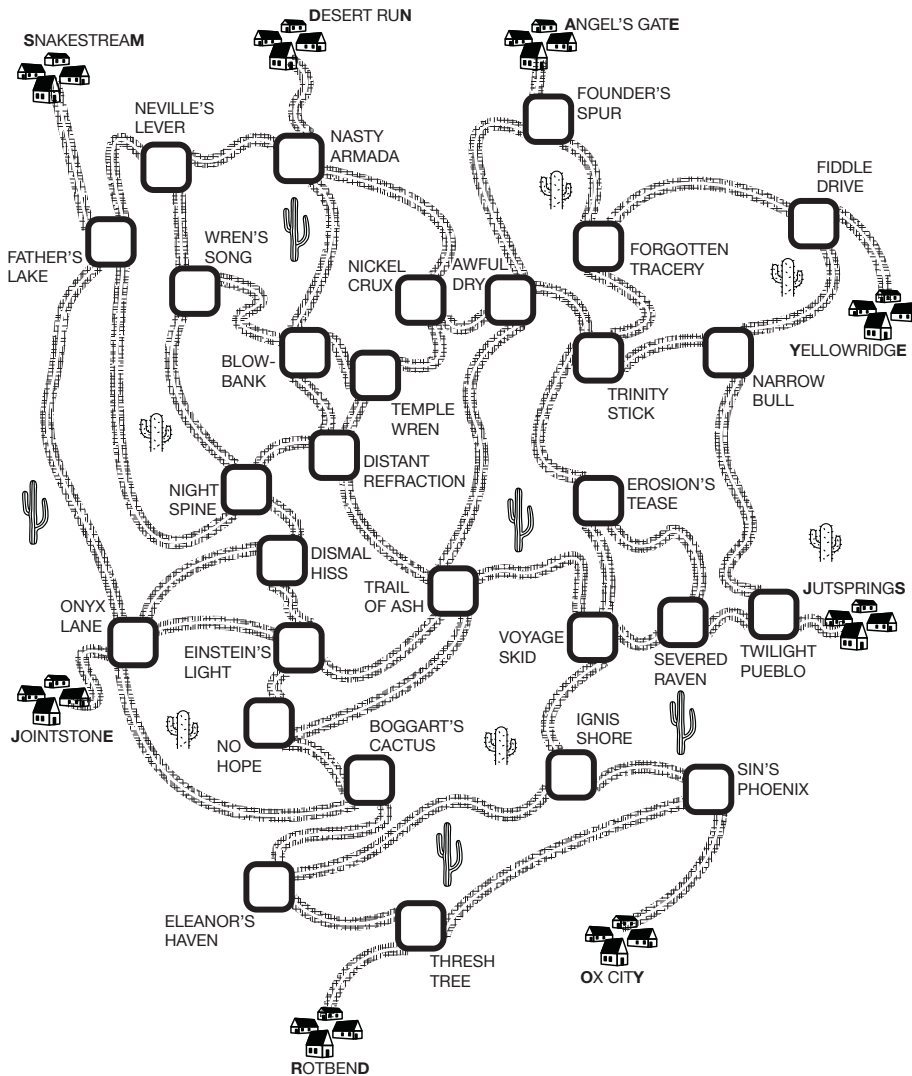 DESERT RUN
ANGEL'S GATE
SNAKESTREAM
FOUNDER'S
SPUR
NEVILLE'S
LEVER
NASTY
ARMADA
FIDDLE
DRIVE
FATHER'S
LAKE
WREN'S
SONG
NICKEL
CRUX
AWFUL
DRY
FORGOTTEN
TRACERY
YELLOWRIDGE
BLOW-
BANK
TEMPLE
WREN
TRINITY
STICK
NARROW
BULL
DISTANT
REFRACTION
NIGHT
SPINE
EROSION'S
TEASE
DISMAL
HISS
TRAIL
OF ASH
JUTSPRINGS
ONYX
LANE
EINSTEIN'S
LIGHT
VOYAGE
SKID
SEVERED
RAVEN
TWILIGHT
PUEBLO
JOINTSTONE
NO
HOPE
BOGGART'S
CACTUS
IGNIS
SHORE
SIN'S
PHOENIX
ELEANOR'S
HAVEN
THRESH
TREE
OX CITY
ROTBEND